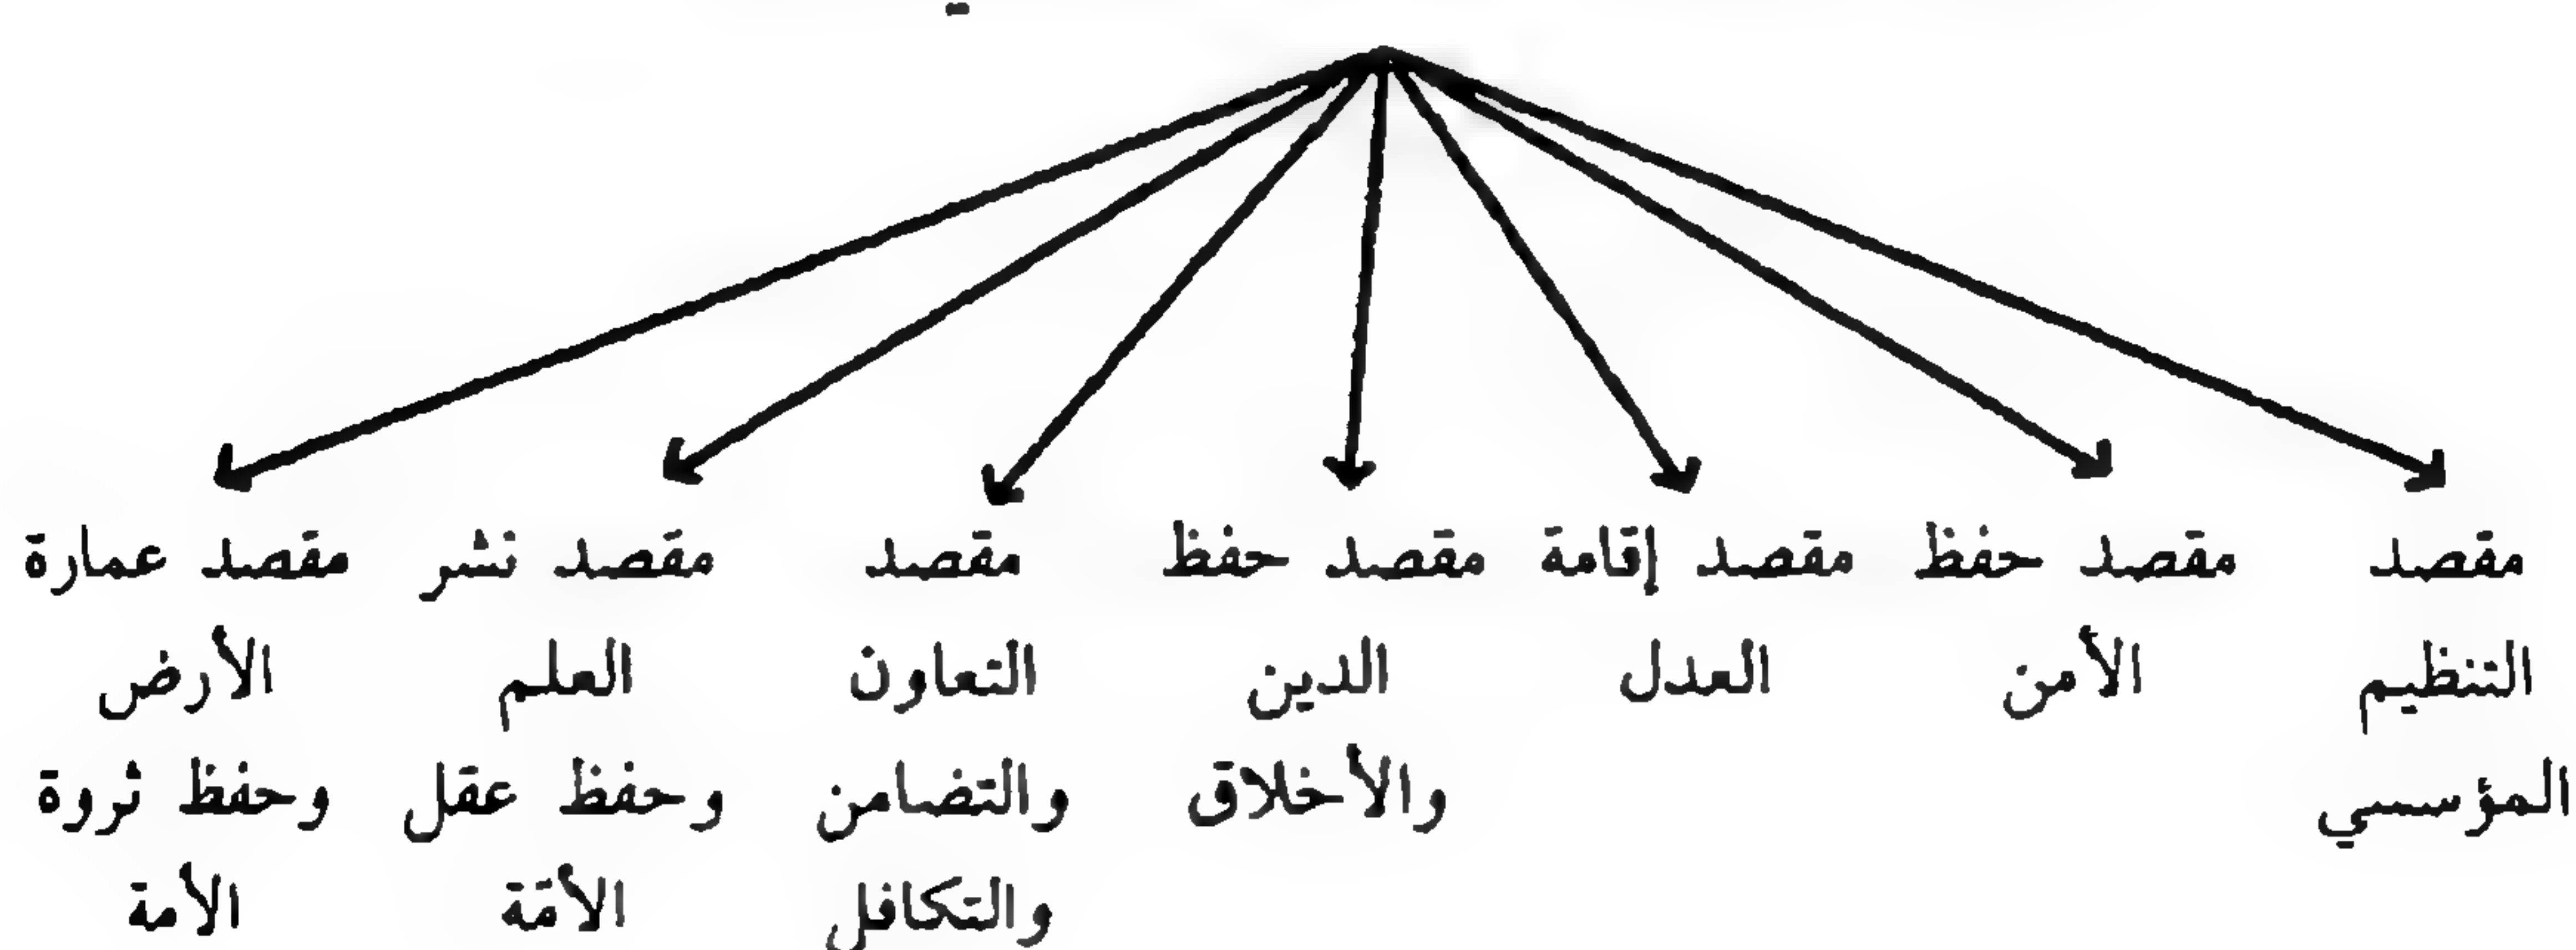 مقصد
التنظيم
المؤسسي
مقصد حفظ
الأمن
مقصد إقامة
العدل
مقصد حفظ
الدين
والأخلاق
مقصد
التعاون
والتضامن
والتكافل
مقصد نشر
العلم
وحفظ عقل
الأمّة
مقصد عمارة
الأرض
وحفظ ثروة
الأمة